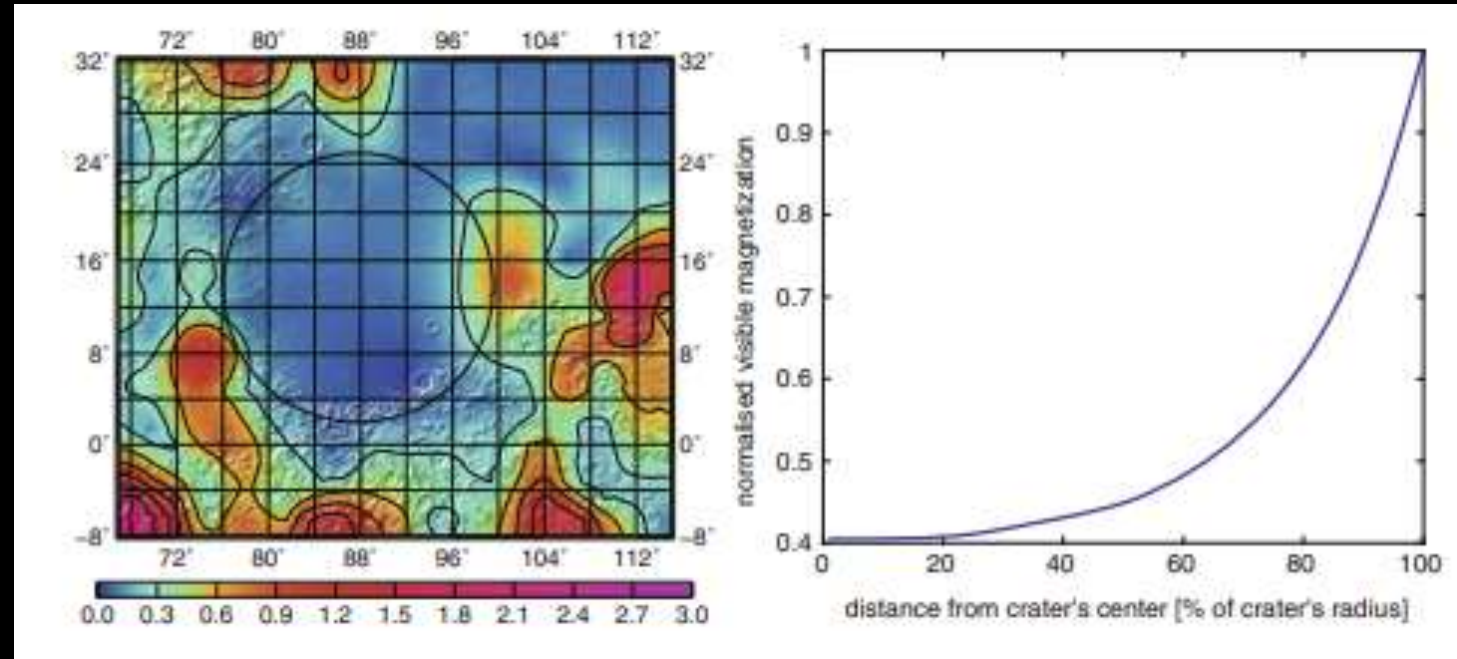 72° 80° 88° 96° 104° 112°
32° 32°
24° 24°
16° 16°
8° 8°
0° 0°
-8° -8°
72° 80° 88° 96° 104° 112°
0.0 0.3 0.6 0.9 1.2 1.5 1.8 2.1 2.4 2.7 3.0
normalised visible magnetization
1
0.9
0.8
0.7
0.6
0.5
0.4
0 20 40 60 80 100
distance from crater's center [% of crater's radius]